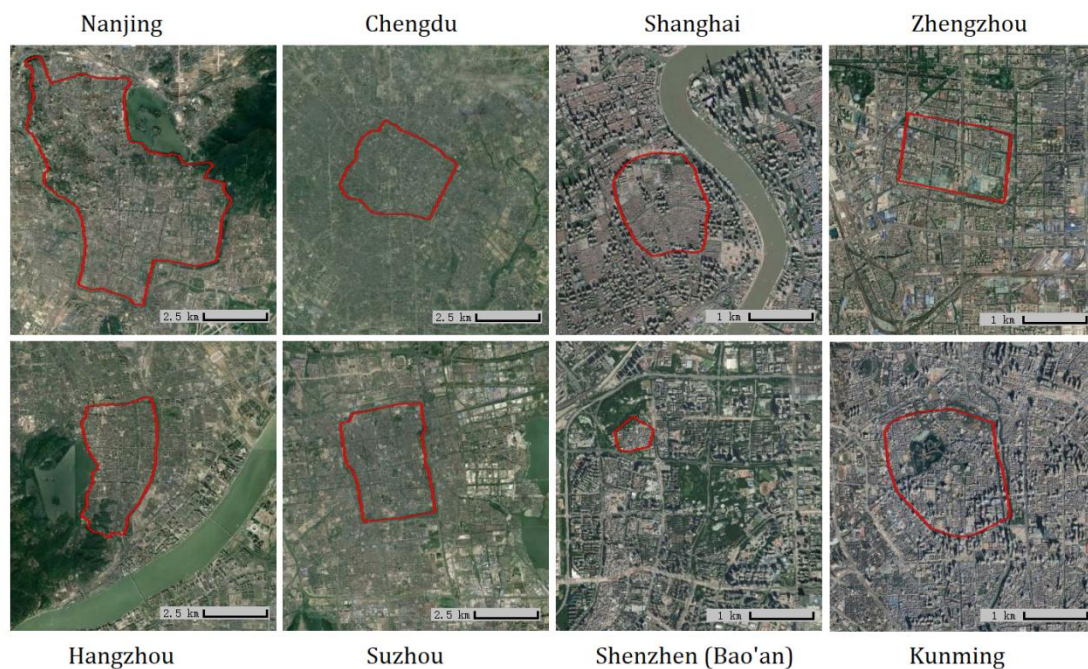 Nanjing Chengdu Shanghai Zhengzhou
2.5 km 2.5 km 1 km 1 km
2.5 km 2.5 km 1 km 1 km
Hangzhou Suzhou Shenzhen (Bao'an) Kunming